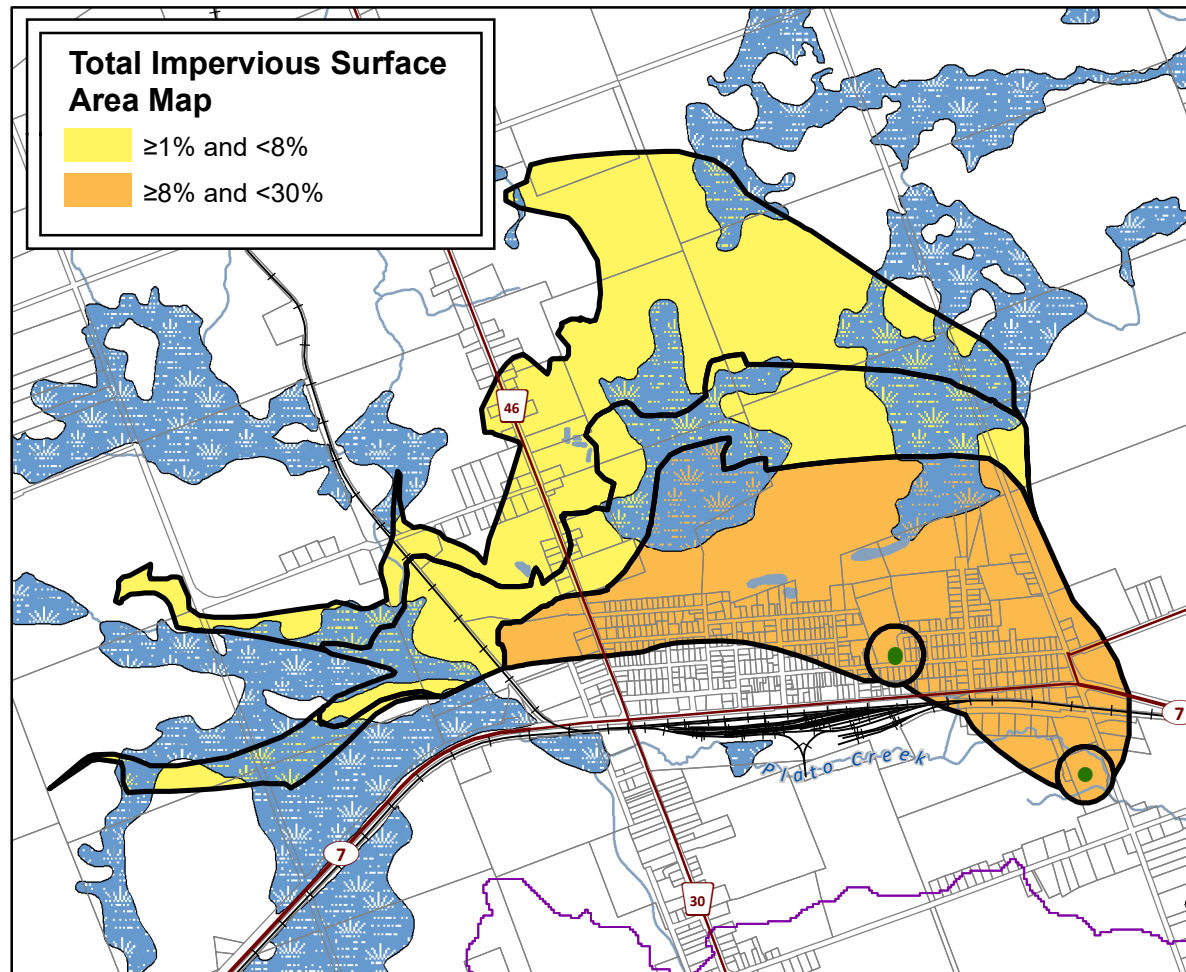 Total Impervious Surface
Area Map
≥1% and <8%
≥8% and <30%
46
7
Plato Creek
7
30